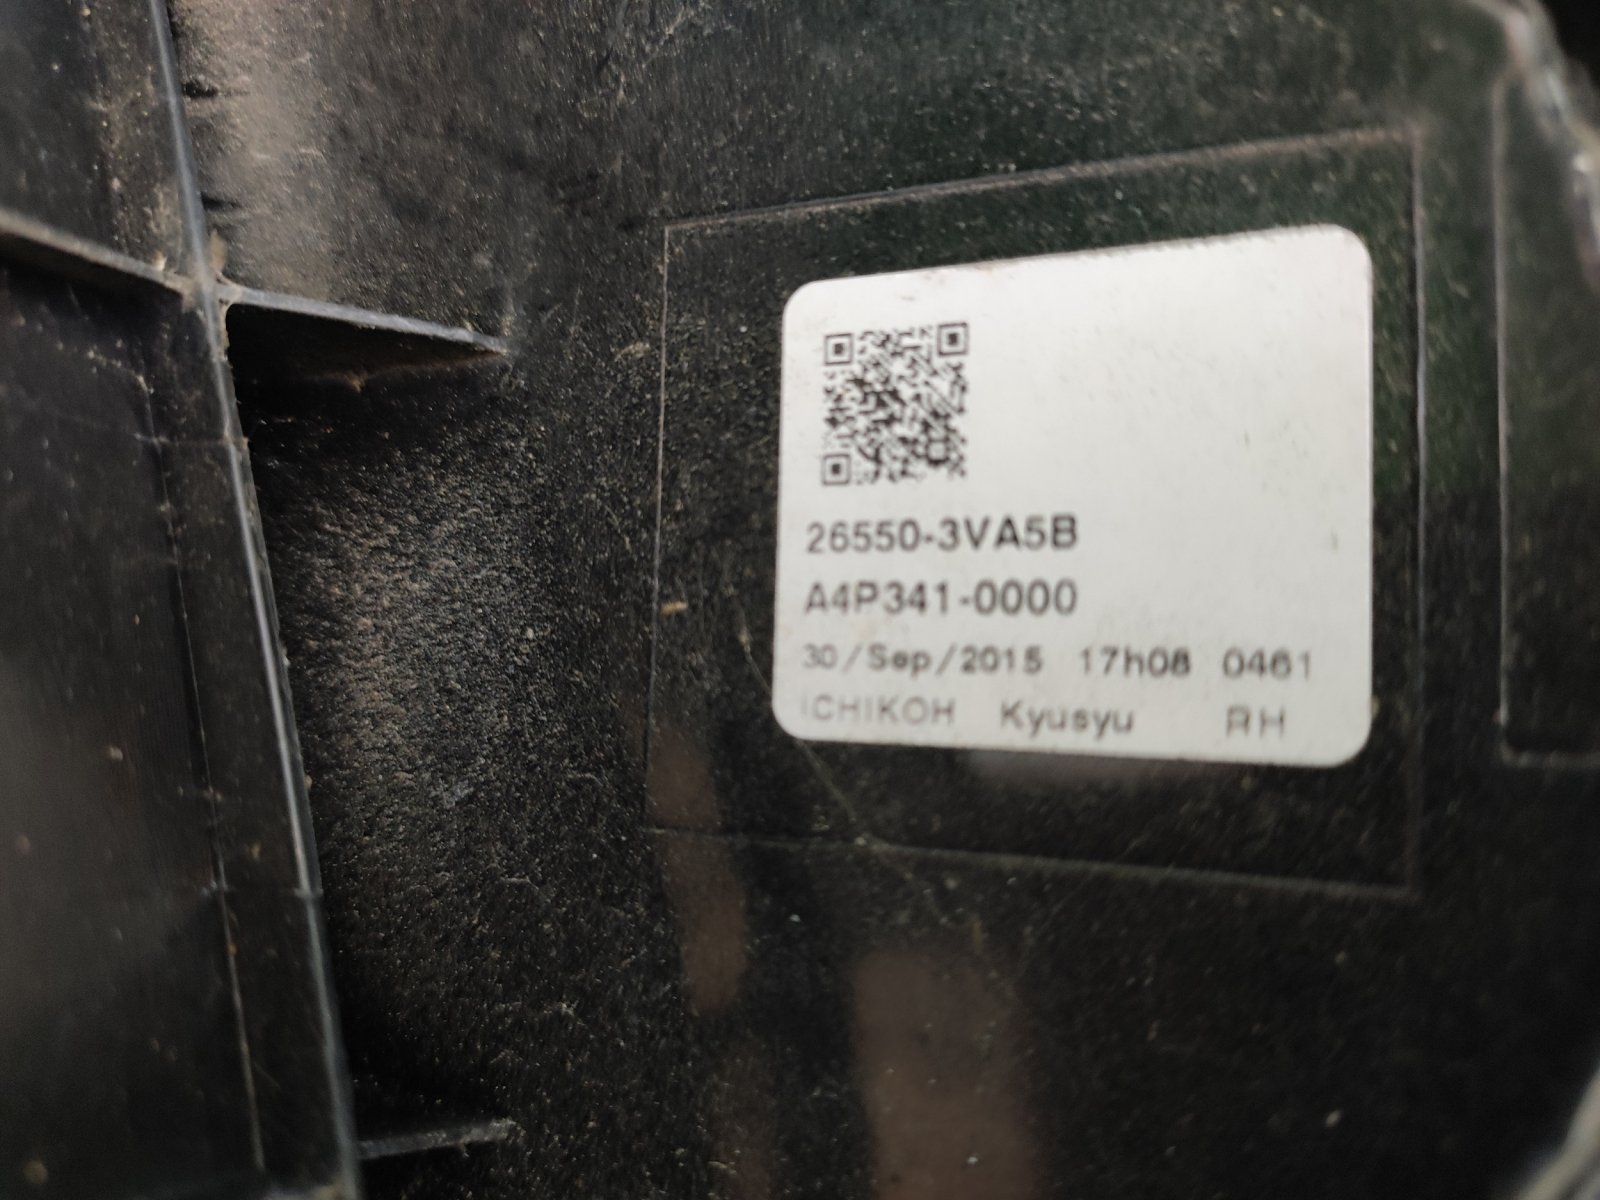 26550-3VA5B
A4P341-0000
30/Sep/2015 17h08 0461
ICHIKOH Kyusyu RH